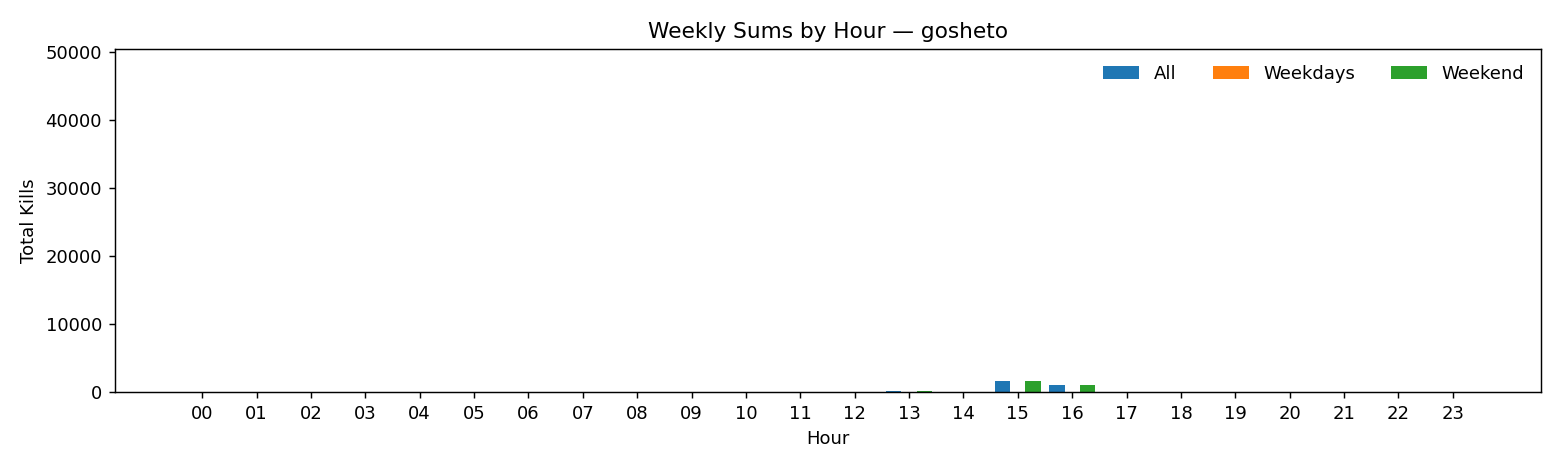 Weekly Sums by Hour — gosheto
All Weekdays Weekend
Total Kills
50000
40000
30000
20000
10000
0
00 01 02 03 04 05 06 07 08 09 10 11 12 13 14 15 16 17 18 19 20 21 22 23
Hour